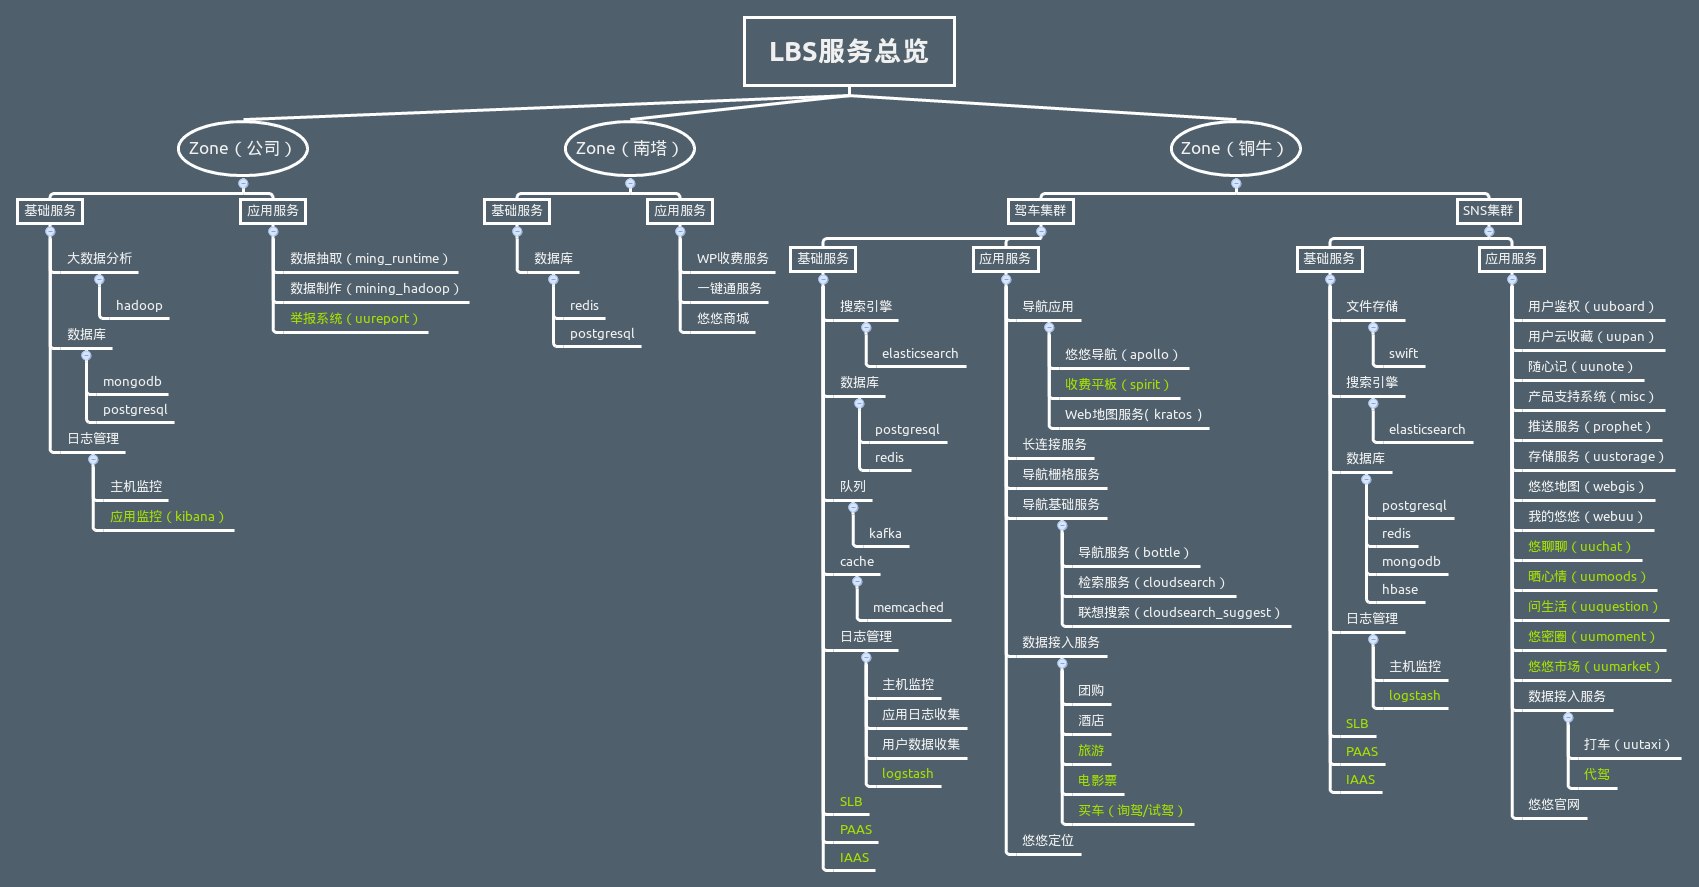 LBS服务总览
Zone（公司）
基础服务
大数据分析
hadoop
数据库
mongodb
postgresql
日志管理
主机监控
应用监控（kibana）
应用服务
数据抽取（ming_runtime）
数据制作（mining_hadoop）
举报系统（uureport）
Zone（南塔）
基础服务
数据库
redis
postgresql
应用服务
WP收费服务
一键通服务
悠悠商城
Zone（铜牛）
驾车集群
基础服务
搜索引擎
elasticsearch
数据库
postgresql
redis
队列
kafka
cache
memcached
日志管理
主机监控
应用日志收集
用户数据收集
logstash
SLB
PAAS
IAAS
应用服务
导航应用
悠悠导航（apollo）
收费平板（spirit）
Web地图服务( kratos ）
长连接服务
导航栅格服务
导航基础服务
导航服务（bottle）
检索服务（cloudsearch）
联想搜索（cloudsearch_suggest）
数据接入服务
团购
酒店
旅游
电影票
买车（询驾/试驾）
悠悠定位
SNS集群
基础服务
文件存储
swift
搜索引擎
elasticsearch
数据库
postgresql
redis
mongodb
hbase
日志管理
主机监控
logstash
SLB
PAAS
IAAS
应用服务
用户鉴权（uuboard）
用户云收藏（uupan）
随心记（uunote）
产品支持系统（misc）
推送服务（prophet）
存储服务（uustorage）
悠悠地图（webgis）
我的悠悠（webuu）
悠聊聊（uuchat）
晒心情（uumoods）
问生活（uuquestion）
悠密圈（uumoment）
悠悠市场（uumarket）
数据接入服务
打车（uutaxi）
代驾
悠悠官网